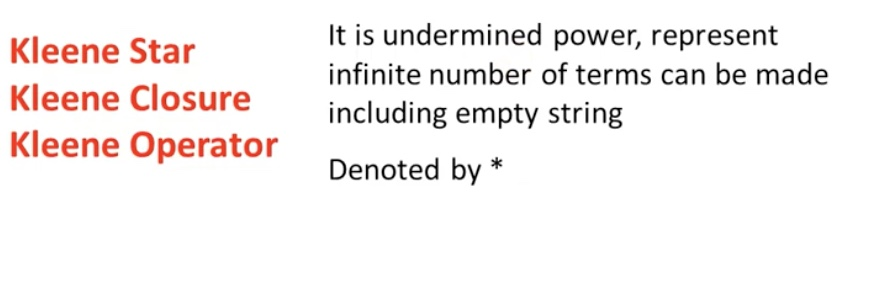 Kleene Star
Kleene Closure
Kleene Operator
It is undermined power, represent
infinite number of terms can be made
including empty string
Denoted by *